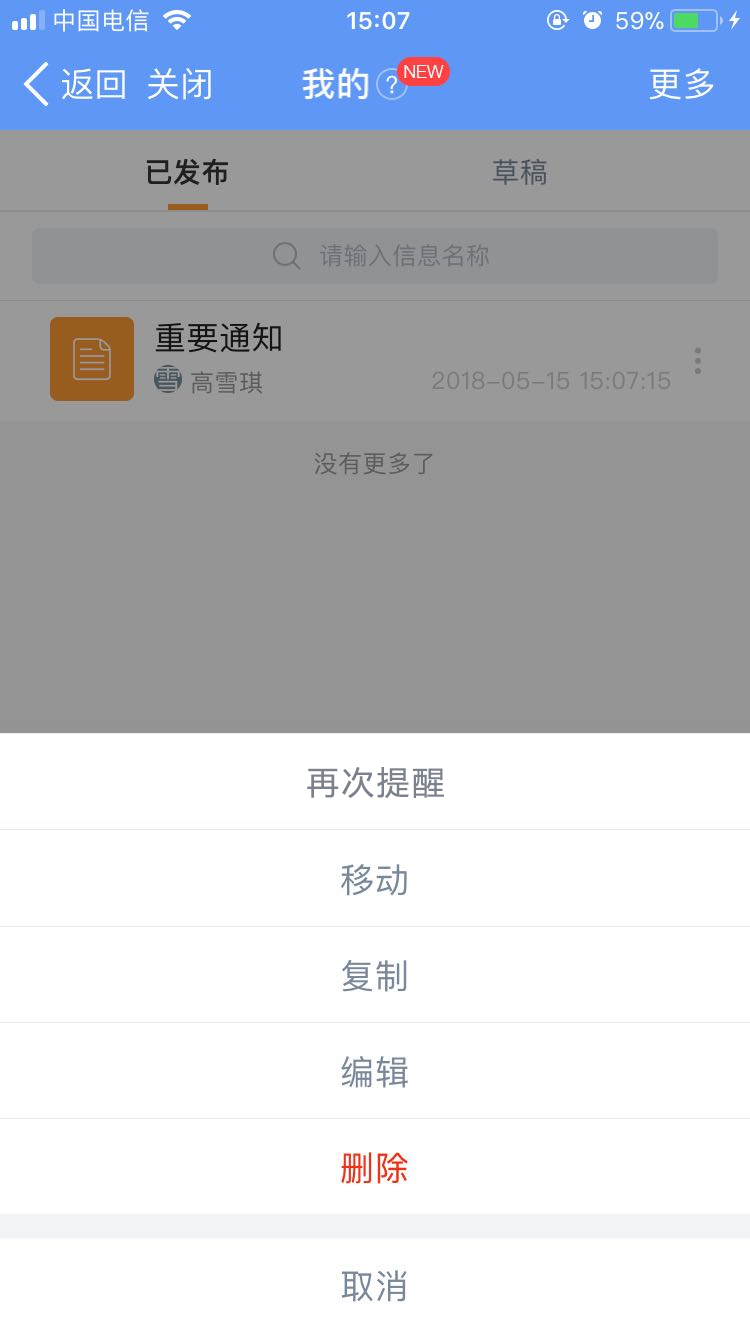 中国电信 15:07 59%
返回 关闭 我的 ? NEW 更多
已发布 草稿
请输入信息名称
重要通知
雪 高雪琪 2018-05-15 15:07:15
没有更多了
再次提醒
移动
复制
编辑
删除
取消